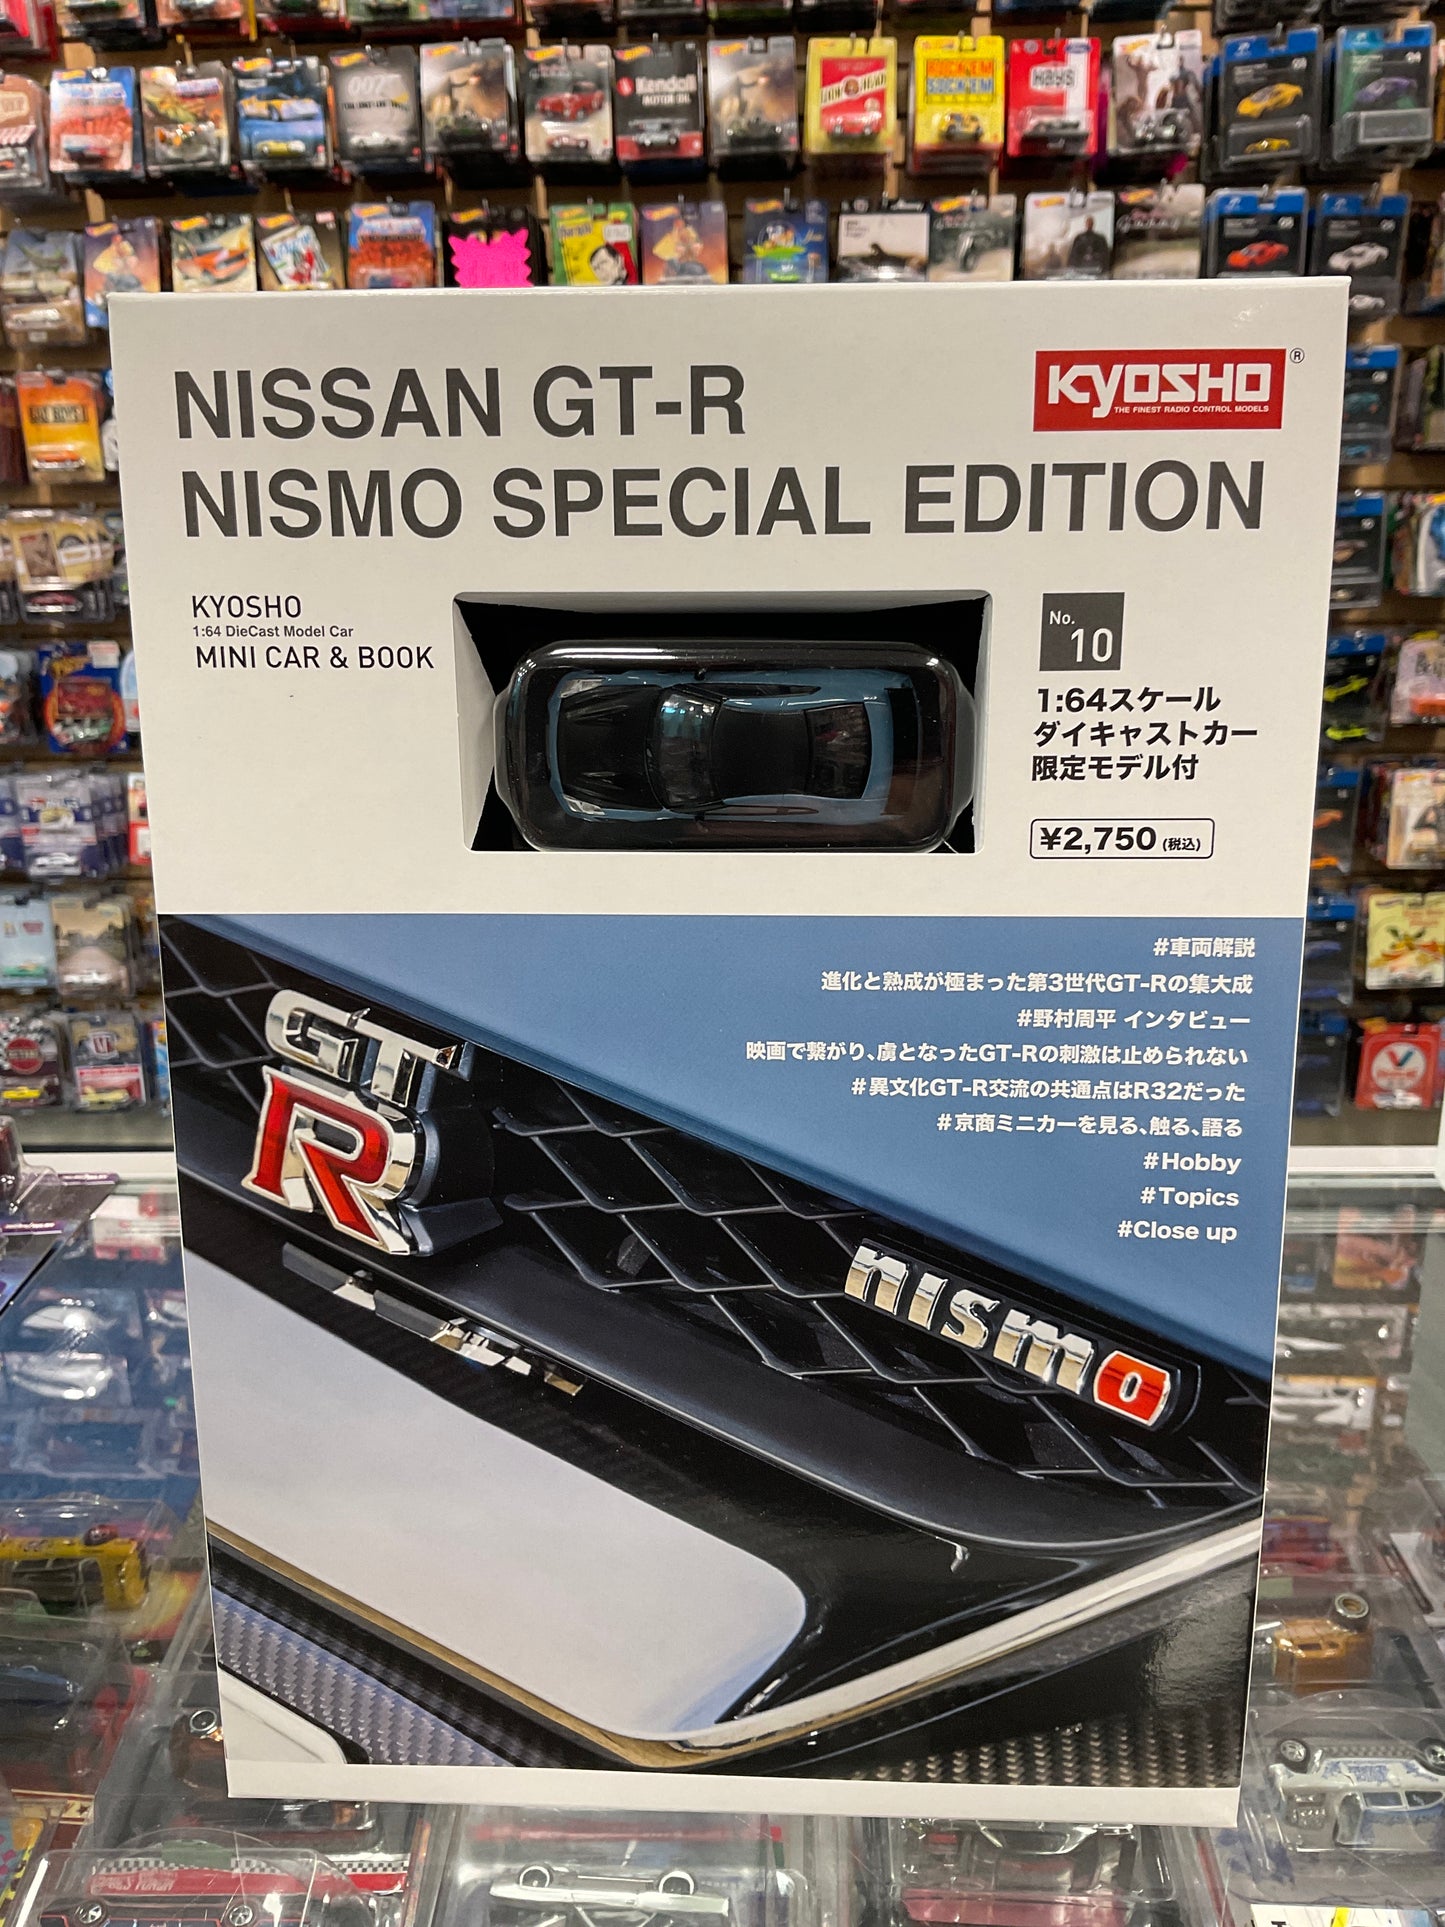 NISSAN GT-R
NISMO SPECIAL EDITION
KYOSHO®
THE FINEST RADIO CONTROL MODELS
KYOSHO
1:64 DieCast Model Car
MINI CAR & BOOK
No.
10
1:64スケール
ダイキャストカー
限定モデル付
¥2,750 (税込)
#車両解説
進化と熟成が極まった第3世代GT-Rの集大成
#野村周平 インタビュー
映画で繋がり、虜となったGT-Rの刺激は止められない
#異文化GT-R交流の共通点はR32だった
#京商ミニカーを見る、触る、語る
#Hobby
#Topics
#Close up
GT
R
nismo
007
Kendall
MOTOR OIL